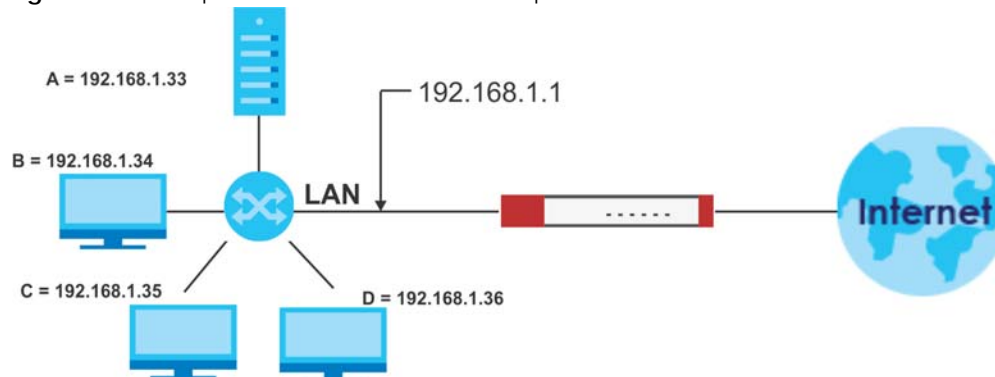 A = 192.168.1.33
192.168.1.1
B = 192.168.1.34
LAN
Internet
C = 192.168.1.35
D = 192.168.1.36